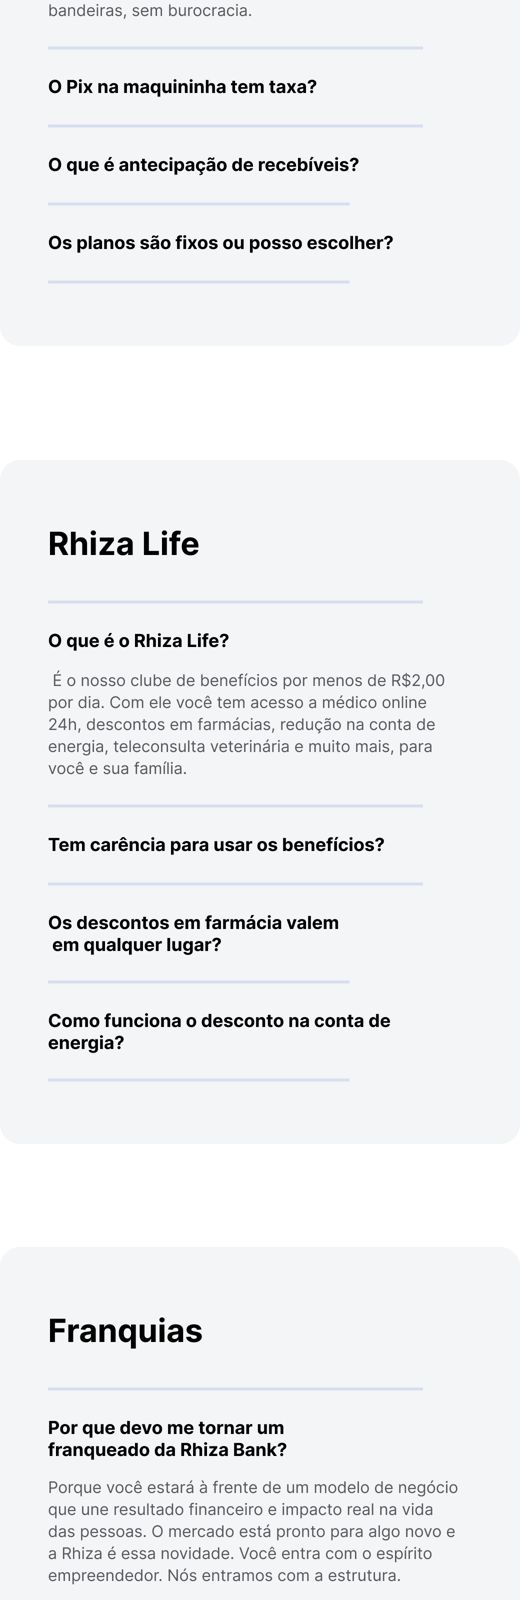 bandeiras, sem burocracia.
O Pix na maquininha tem taxa?
O que é antecipação de recebíveis?
Os planos são fixos ou posso escolher?
Rhiza Life
O que é o Rhiza Life?
É o nosso clube de benefícios por menos de R$2,00
por dia. Com ele você tem acesso a médico online
24h, descontos em farmácias, redução na conta de
energia, teleconsulta veterinária e muito mais, para
você e sua família.
Tem carência para usar os benefícios?
Os descontos em farmácia valem
em qualquer lugar?
Como funciona o desconto na conta de
energia?
Franquias
Por que devo me tornar um
franqueado da Rhiza Bank?
Porque você estará à frente de um modelo de negócio
que une resultado financeiro e impacto real na vida
das pessoas. O mercado está pronto para algo novo e
a Rhiza é essa novidade. Você entra com o espírito
empreendedor. Nós entramos com a estrutura.